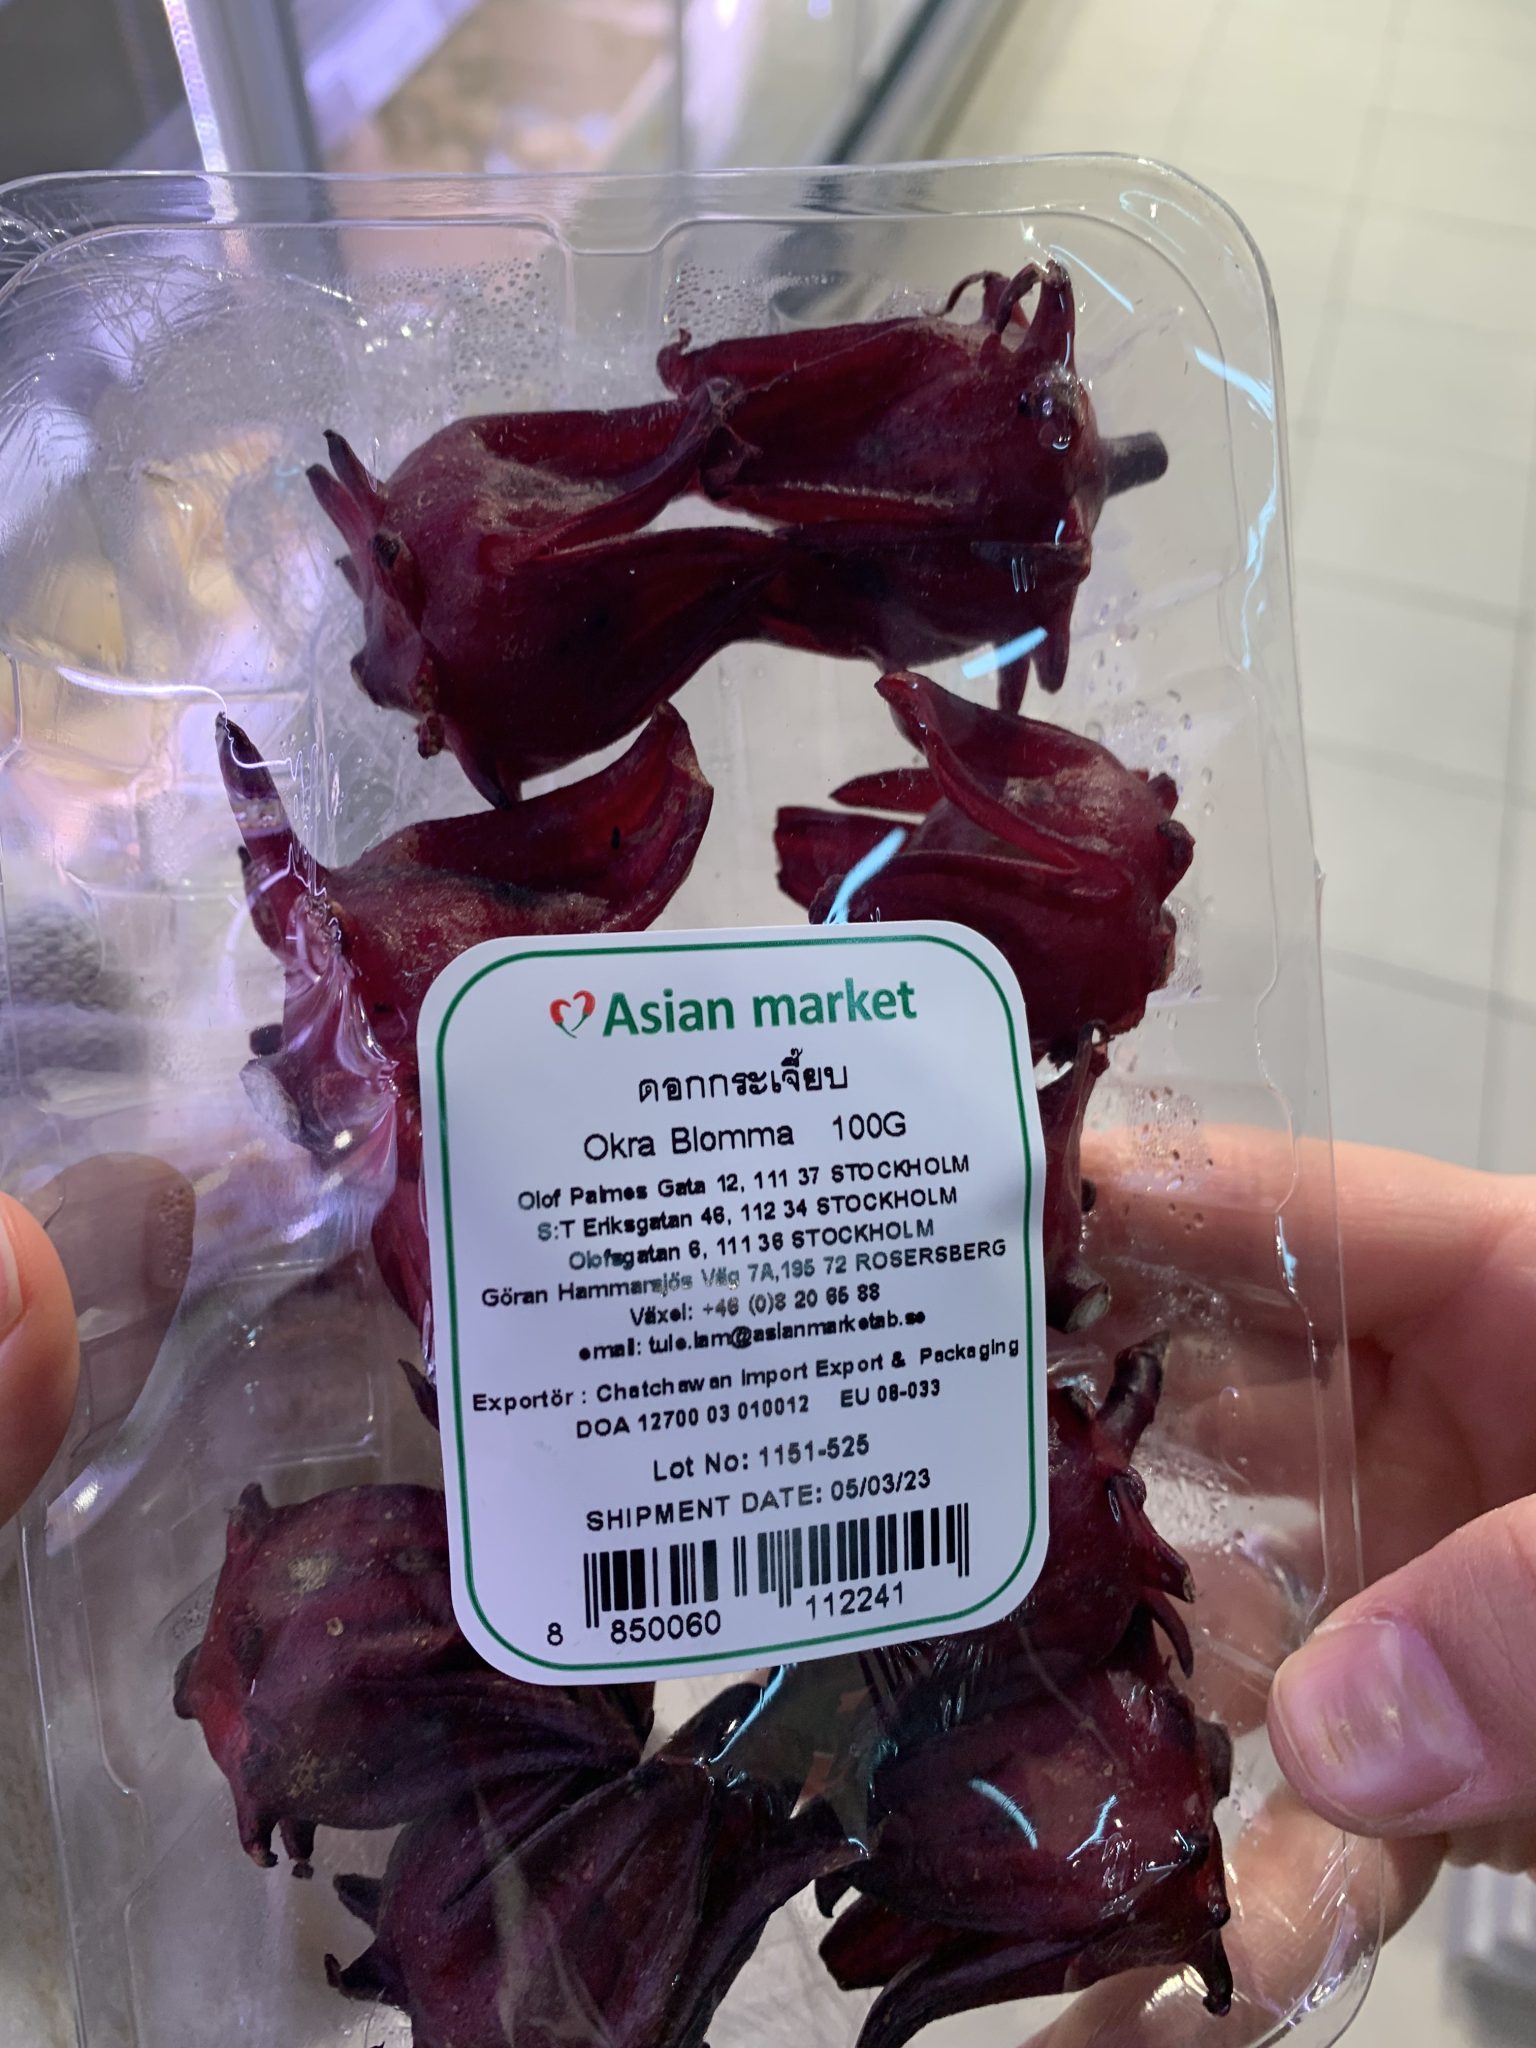 Asian market
ดอกกระเจี๊ยบ
Okra Blomma 100G
Olof Palmes Gata 12, 111 37 STOCKHOLM
S:T Eriksgatan 46, 112 34 STOCKHOLM
Olofsgatan 6, 111 36 STOCKHOLM
Göran Hammarsjös Väg 7A,195 72 ROSERSBERG
Växel: +46 (0)8 20 65 88
email: tule.lam@asianmarketab.se
Exportör : Chatchawan Import Export & Packaging
DOA 12700 03 010012 EU 08-033
Lot No: 1151-525
SHIPMENT DATE: 05/03/23
8 850060 112241